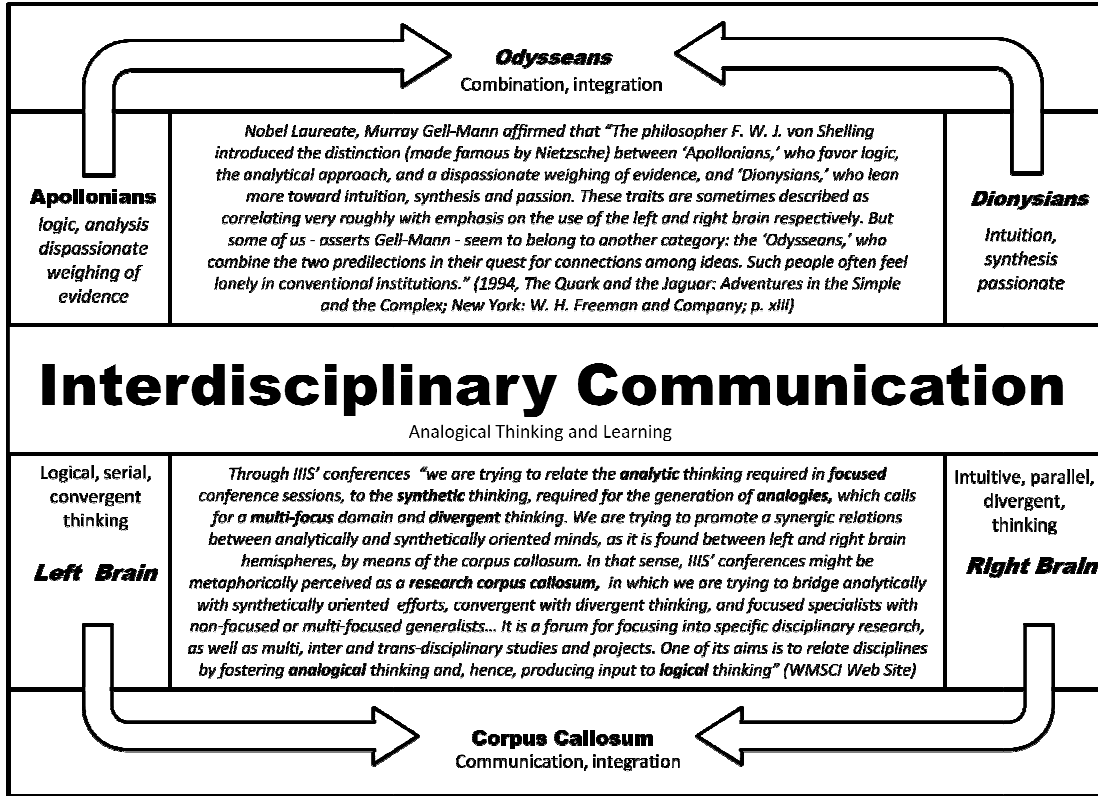 Odysseans
Combination, integration
Apollonians
logic, analysis
dispassionate
weighing of
evidence
Nobel Laureate, Murray Gell-Mann affirmed that “The philosopher F. W. J. von Shelling
introduced the distinction (made famous by Nietzsche) between ‘Apollonians,’ who favor logic,
the analytical approach, and a dispassionate weighing of evidence, and ‘Dionysians,’ who lean
more toward intuition, synthesis and passion. These traits are sometimes described as
correlating very roughly with emphasis on the use of the left and right brain respectively. But
some of us - asserts Gell-Mann - seem to belong to another category: the ‘Odysseans,’ who
combine the two predilections in their quest for connections among ideas. Such people often feel
lonely in conventional institutions.” (1994, The Quark and the Jaguar: Adventures in the Simple
and the Complex; New York: W. H. Freeman and Company; p. xiii)
Dionysians
Intuition,
synthesis
passionate
Interdisciplinary Communication
Analogical Thinking and Learning
Logical, serial,
convergent
thinking
Left Brain
Through IIIS’ conferences “we are trying to relate the analytic thinking required in focused
conference sessions, to the synthetic thinking, required for the generation of analogies, which calls
for a multi-focus domain and divergent thinking. We are trying to promote a synergic relations
between analytically and synthetically oriented minds, as it is found between left and right brain
hemispheres, by means of the corpus callosum. In that sense, IIIS’ conferences might be
metaphorically perceived as a research corpus callosum, in which we are trying to bridge analytically
with synthetically oriented efforts, convergent with divergent thinking, and focused specialists with
non-focused or multi-focused generalists... It is a forum for focusing into specific disciplinary research,
as well as multi, inter and trans-disciplinary studies and projects. One of its aims is to relate disciplines
by fostering analogical thinking and, hence, producing input to logical thinking” (WMSCI Web Site)
Intuitive, parallel,
divergent,
thinking
Right Brain
Corpus Callosum
Communication, integration